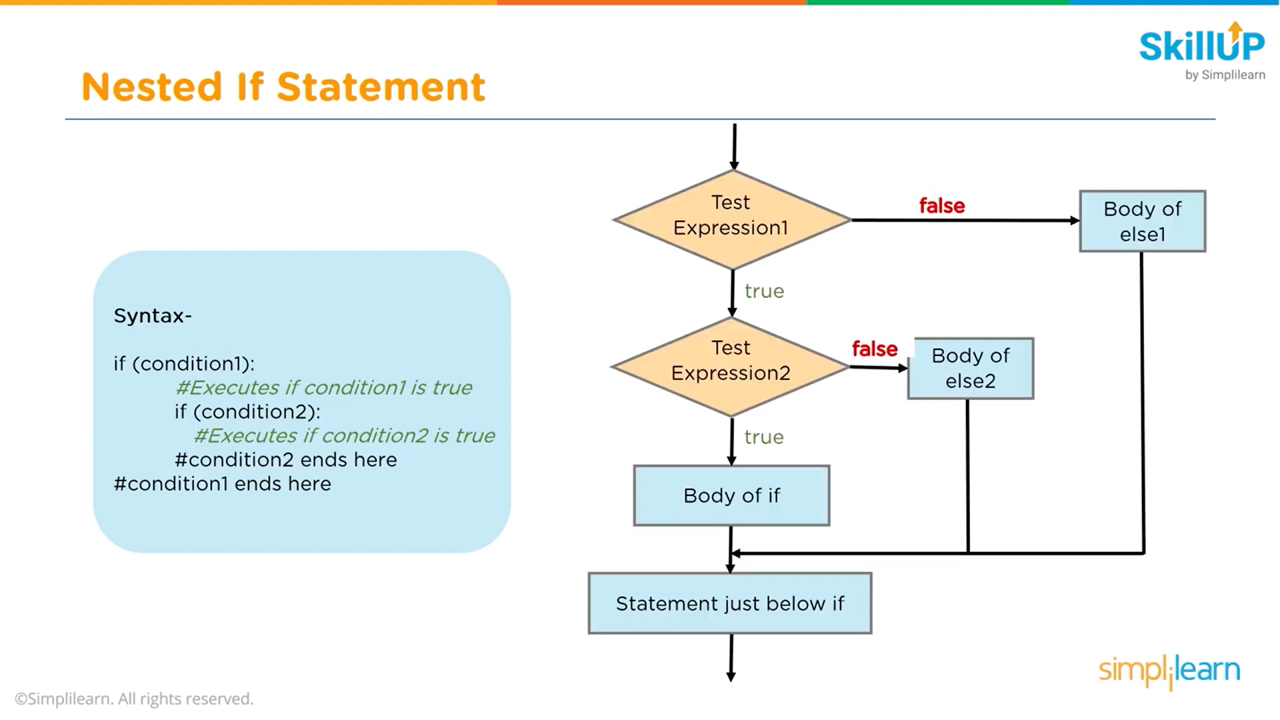 SkillUP
by Simplilearn
Nested If Statement
Syntax-
if (condition1):
#Executes if condition1 is true
if (condition2):
#Executes if condition2 is true
#condition2 ends here
#condition1 ends here
Test
Expression1
false
Body of
else1
true
Test
Expression2
false
Body of
else2
true
Body of if
Statement just below if
©Simplilearn. All rights reserved.
simplilearn